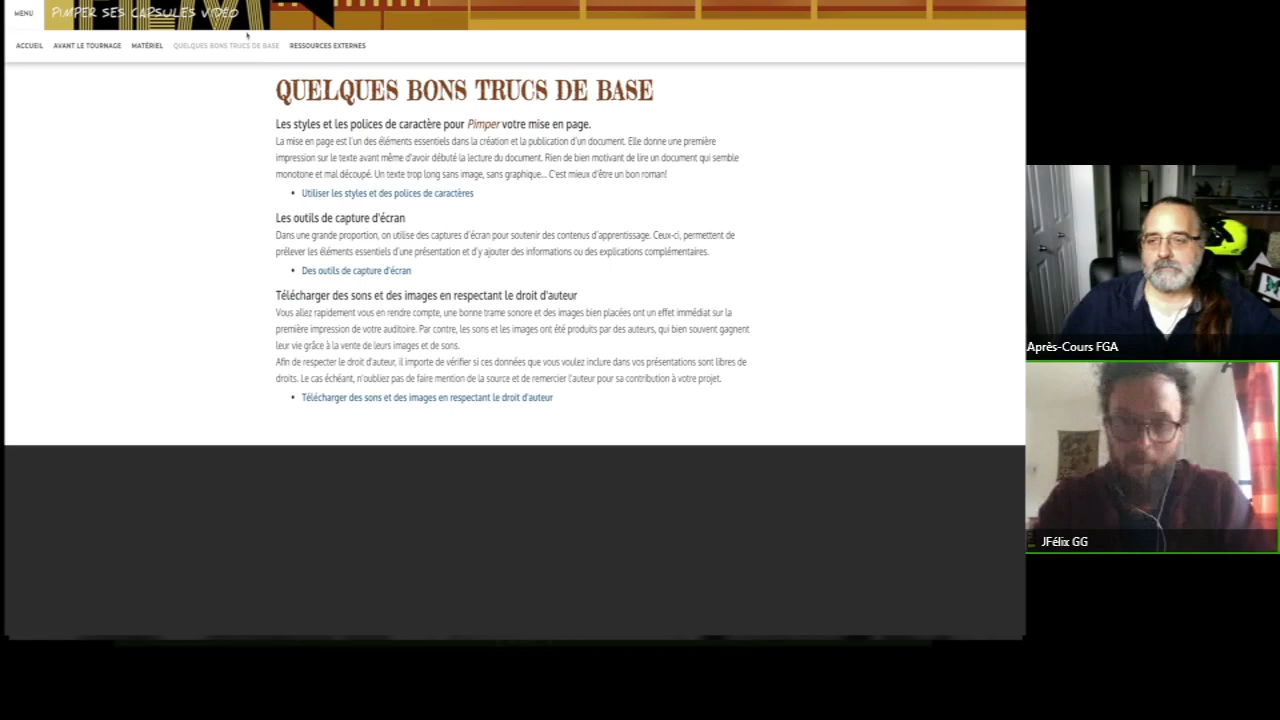 MENU
PIMPER SES CAPSULES VIDÉO
ACCUEIL AVANT LE TOURNAGE MATÉRIEL QUELQUES BONS TRUCS DE BASE RESSOURCES EXTERNES
QUELQUES BONS TRUCS DE BASE
Les styles et les polices de caractère pour Pimper votre mise en page.
La mise en page est l'un des éléments essentiels dans la création et la publication d'un document. Elle donne une première
impression sur le texte avant même d'avoir débuté la lecture du document. Rien de bien motivant de lire un document qui semble
monotone et mal découpé. Un texte trop long sans image, sans graphique... C'est mieux d'être un bon roman!
• Utiliser les styles et des polices de caractères
Les outils de capture d'écran
Dans une grande proportion, on utilise des captures d'écran pour soutenir des contenus d'apprentissage. Ceux-ci, permettent de
prélever les éléments essentiels d'une présentation et d'y ajouter des informations ou des explications complémentaires.
• Des outils de capture d'écran
Télécharger des sons et des images en respectant le droit d'auteur
Vous allez rapidement vous en rendre compte, une bonne trame sonore et des images bien placées ont un effet immédiat sur la
première impression de votre auditoire. Par contre, les sons et les images ont été produits par des auteurs, qui bien souvent gagnent
leur vie grâce à la vente de leurs images et de sons.
Afin de respecter le droit d'auteur, il importe de vérifier si ces données que vous voulez inclure dans vos présentations sont libres de
droits. Le cas échéant, n'oubliez pas de faire mention de la source et de remercier l'auteur pour sa contribution à votre projet.
• Télécharger des sons et des images en respectant le droit d'auteur
Après-Cours FGA
JFélix GG